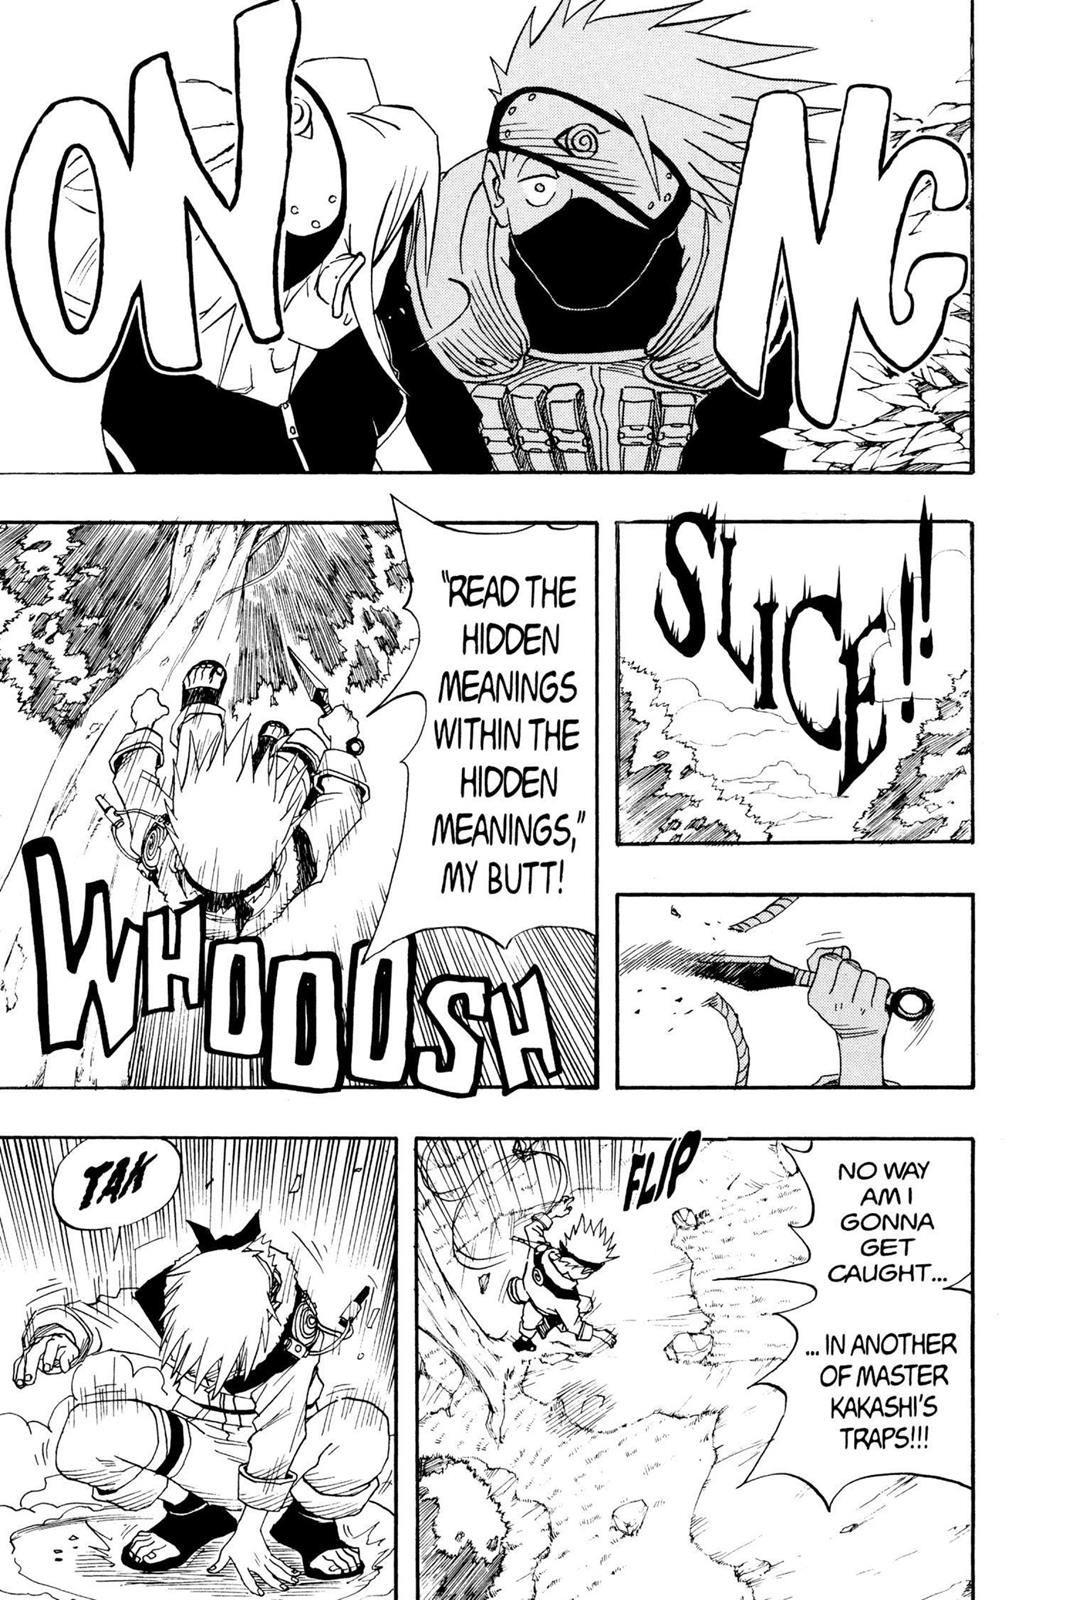 ONG
NG
SLICE!!
"READ THE
HIDDEN
MEANINGS
WITHIN THE
HIDDEN
MEANINGS,"
MY BUTT!
WHOOOSH
FLIP
NO WAY
AM I
GONNA
GET
CAUGHT...
... IN ANOTHER
OF MASTER
KAKASHI'S
TRAPS!!!
TAK